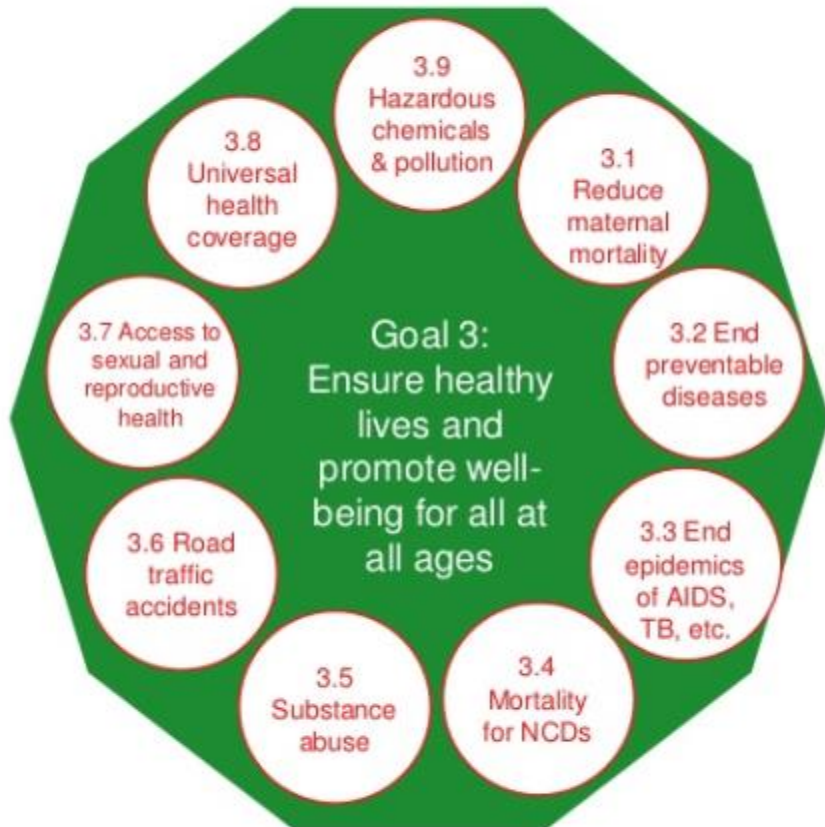 Goal 3:
Ensure healthy
lives and
promote well-
being for all at
all ages
3.1
Reduce
maternal
mortality
3.2 End
preventable
diseases
3.3 End
epidemics
of AIDS,
TB, etc.
3.4
Mortality
for NCDs
3.5
Substance
abuse
3.6 Road
traffic
accidents
3.7 Access to
sexual and
reproductive
health
3.8
Universal
health
coverage
3.9
Hazardous
chemicals
& pollution